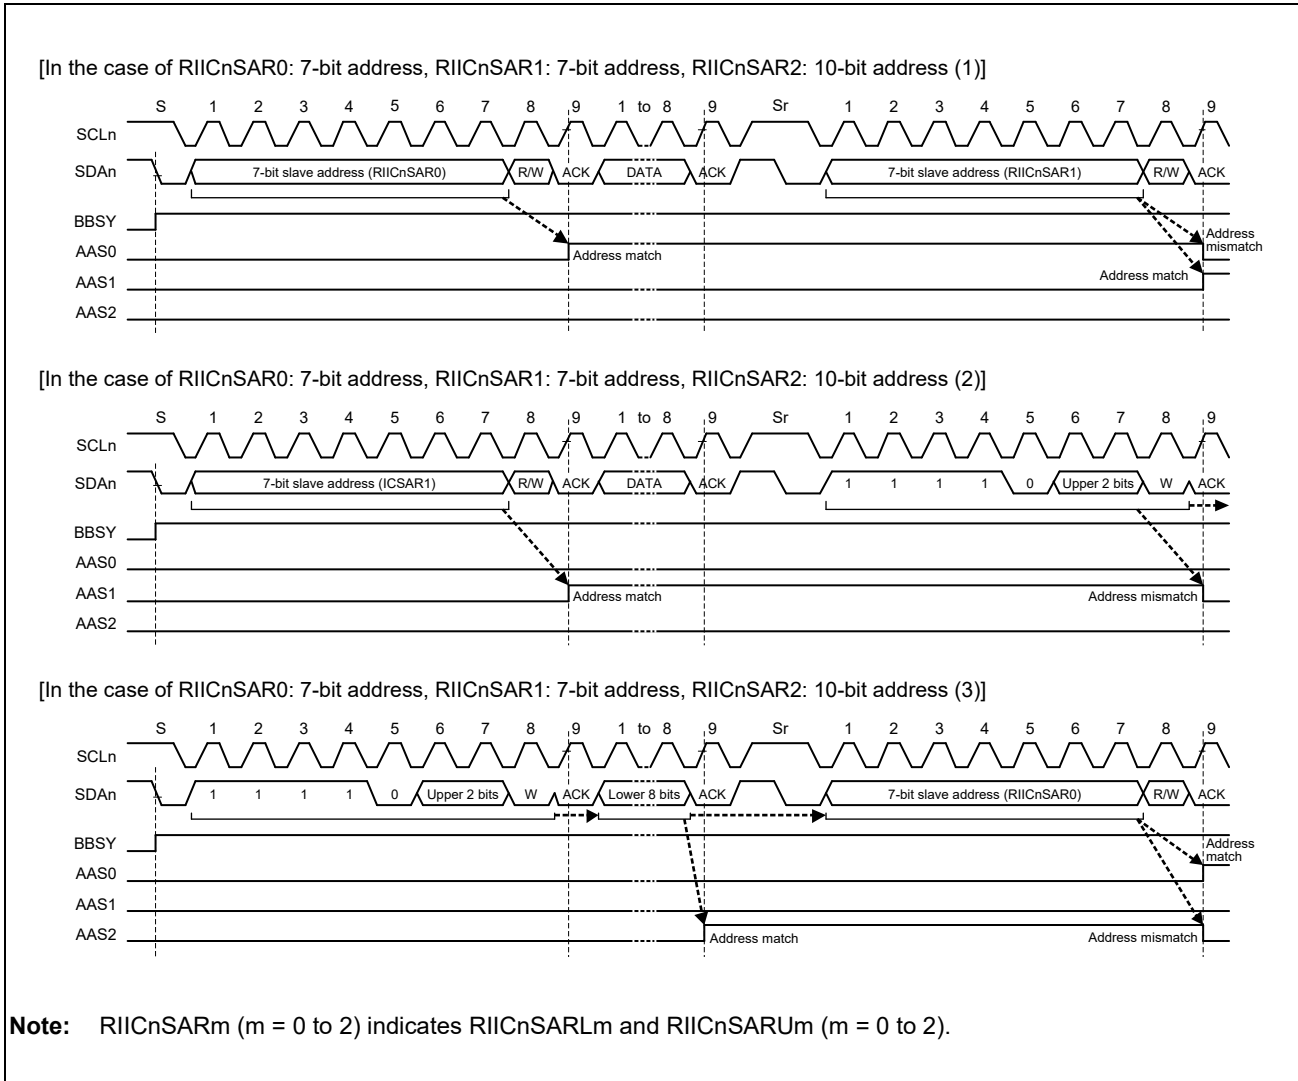 [In the case of RIICnSAR0: 7-bit address, RIICnSAR1: 7-bit address, RIICnSAR2: 10-bit address (1)]
S 1 2 3 4 5 6 7 8 9 1 to 8 9 Sr 1 2 3 4 5 6 7 8 9
SCLn
SDAn 7-bit slave address (RIICnSAR0) R/W ACK DATA ACK 7-bit slave address (RIICnSAR1) R/W ACK
BBSY
Address
mismatch
AAS0 Address match
AAS1 Address match
AAS2
[In the case of RIICnSAR0: 7-bit address, RIICnSAR1: 7-bit address, RIICnSAR2: 10-bit address (2)]
S 1 2 3 4 5 6 7 8 9 1 to 8 9 Sr 1 2 3 4 5 6 7 8 9
SCLn
SDAn 7-bit slave address (ICSAR1) R/W ACK DATA ACK 1 1 1 1 0 Upper 2 bits W ACK
BBSY
AAS0
AAS1 Address match Address mismatch
AAS2
[In the case of RIICnSAR0: 7-bit address, RIICnSAR1: 7-bit address, RIICnSAR2: 10-bit address (3)]
S 1 2 3 4 5 6 7 8 9 1 to 8 9 Sr 1 2 3 4 5 6 7 8 9
SCLn
SDAn 1 1 1 1 0 Upper 2 bits W ACK Lower 8 bits ACK 7-bit slave address (RIICnSAR0) R/W ACK
BBSY
Address
match
AAS0
AAS1
AAS2 Address match Address mismatch
Note: RIICnSARm (m = 0 to 2) indicates RIICnSARLm and RIICnSARUm (m = 0 to 2).